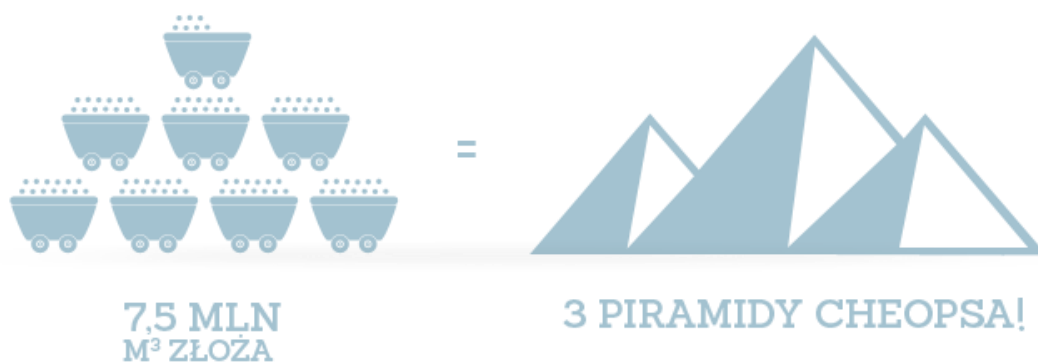 =
7,5 MLN
M³ ZŁOŻA
3 PIRAMIDY CHEOPSA!